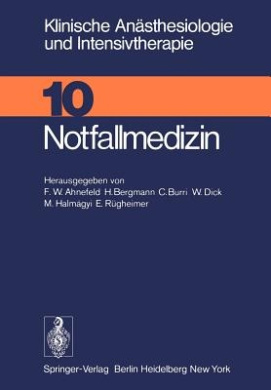 Klinische Anästhesiologie
und Intensivtherapie
10
Notfallmedizin
Herausgegeben von
F. W. Ahnefeld H. Bergmann C. Burri W. Dick
M. Halmágyi E. Rügheimer
Springer-Verlag Berlin Heidelberg New York